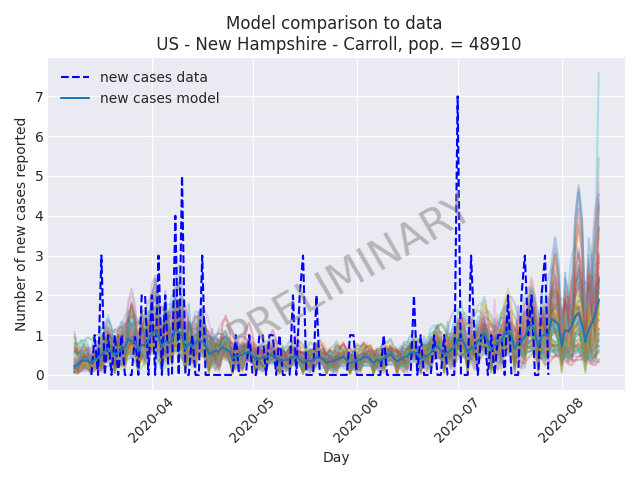 Model comparison to data
US - New Hampshire - Carroll, pop. = 48910
new cases data
new cases model
Number of new cases reported
7
6
5
4
3
2
1
0
PRELIMINARY
2020-04
2020-05
2020-06
2020-07
2020-08
Day